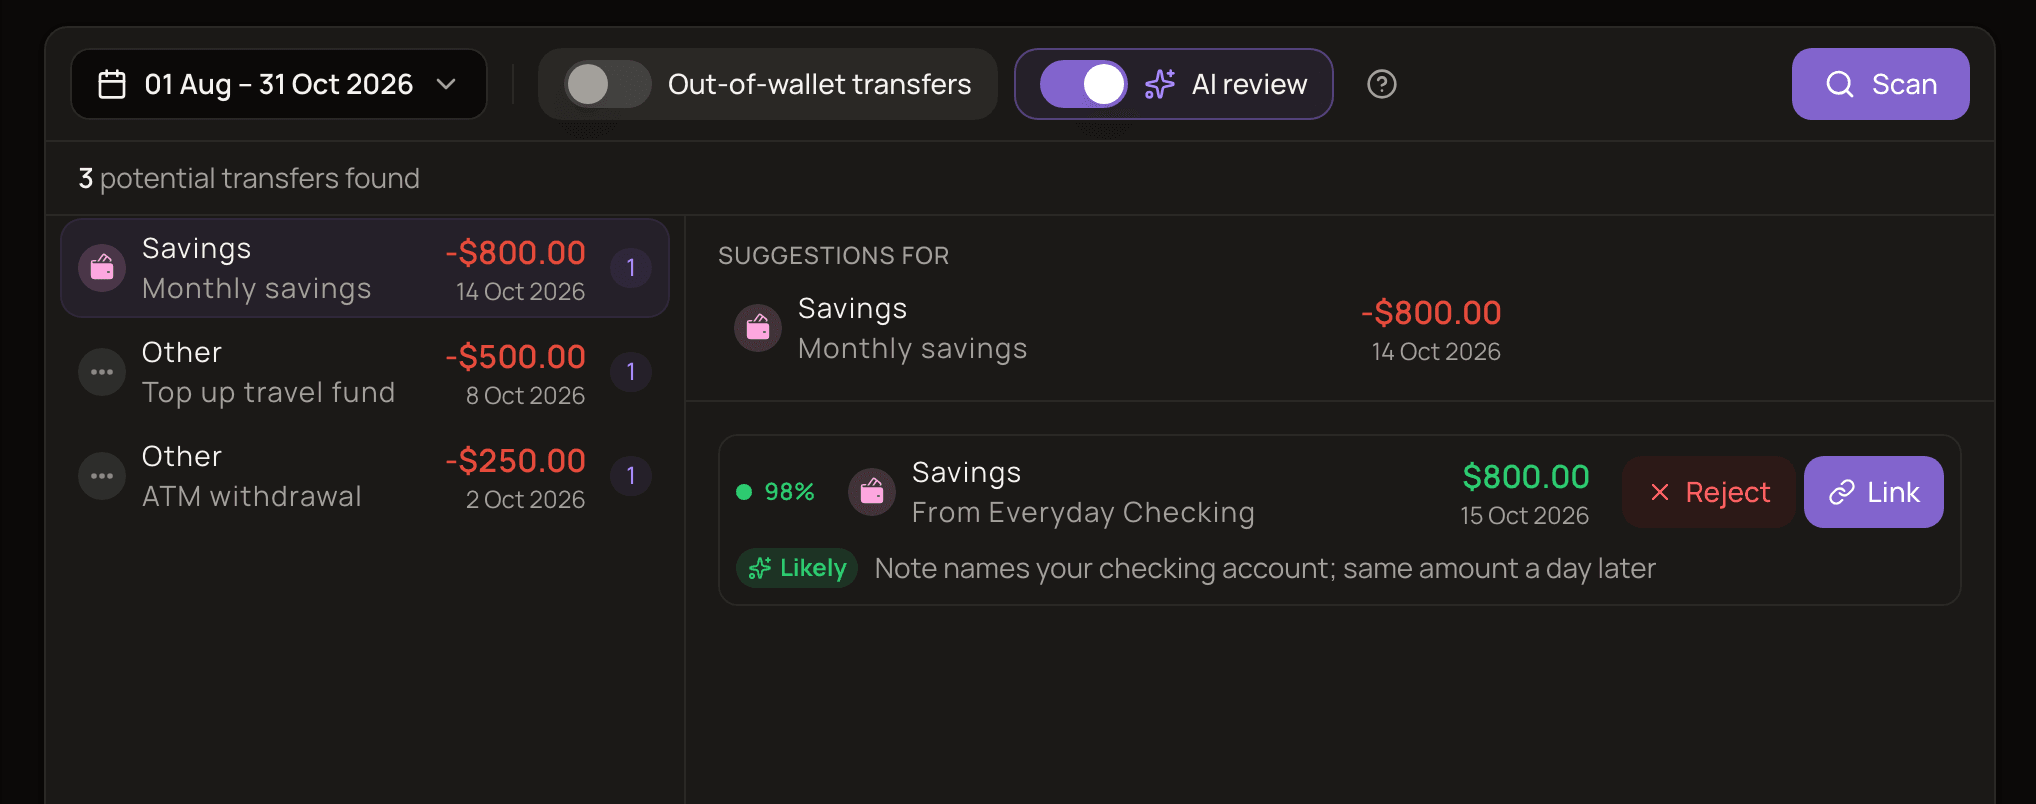 01 Aug – 31 Oct 2026
Out-of-wallet transfers
AI review
Scan
3 potential transfers found
Savings
-$800.00
Monthly savings
14 Oct 2026
1
Other
-$500.00
Top up travel fund
8 Oct 2026
1
Other
-$250.00
ATM withdrawal
2 Oct 2026
1
SUGGESTIONS FOR
Savings
-$800.00
Monthly savings
14 Oct 2026
98%
Savings
$800.00
From Everyday Checking
15 Oct 2026
Reject
Link
Likely
Note names your checking account; same amount a day later